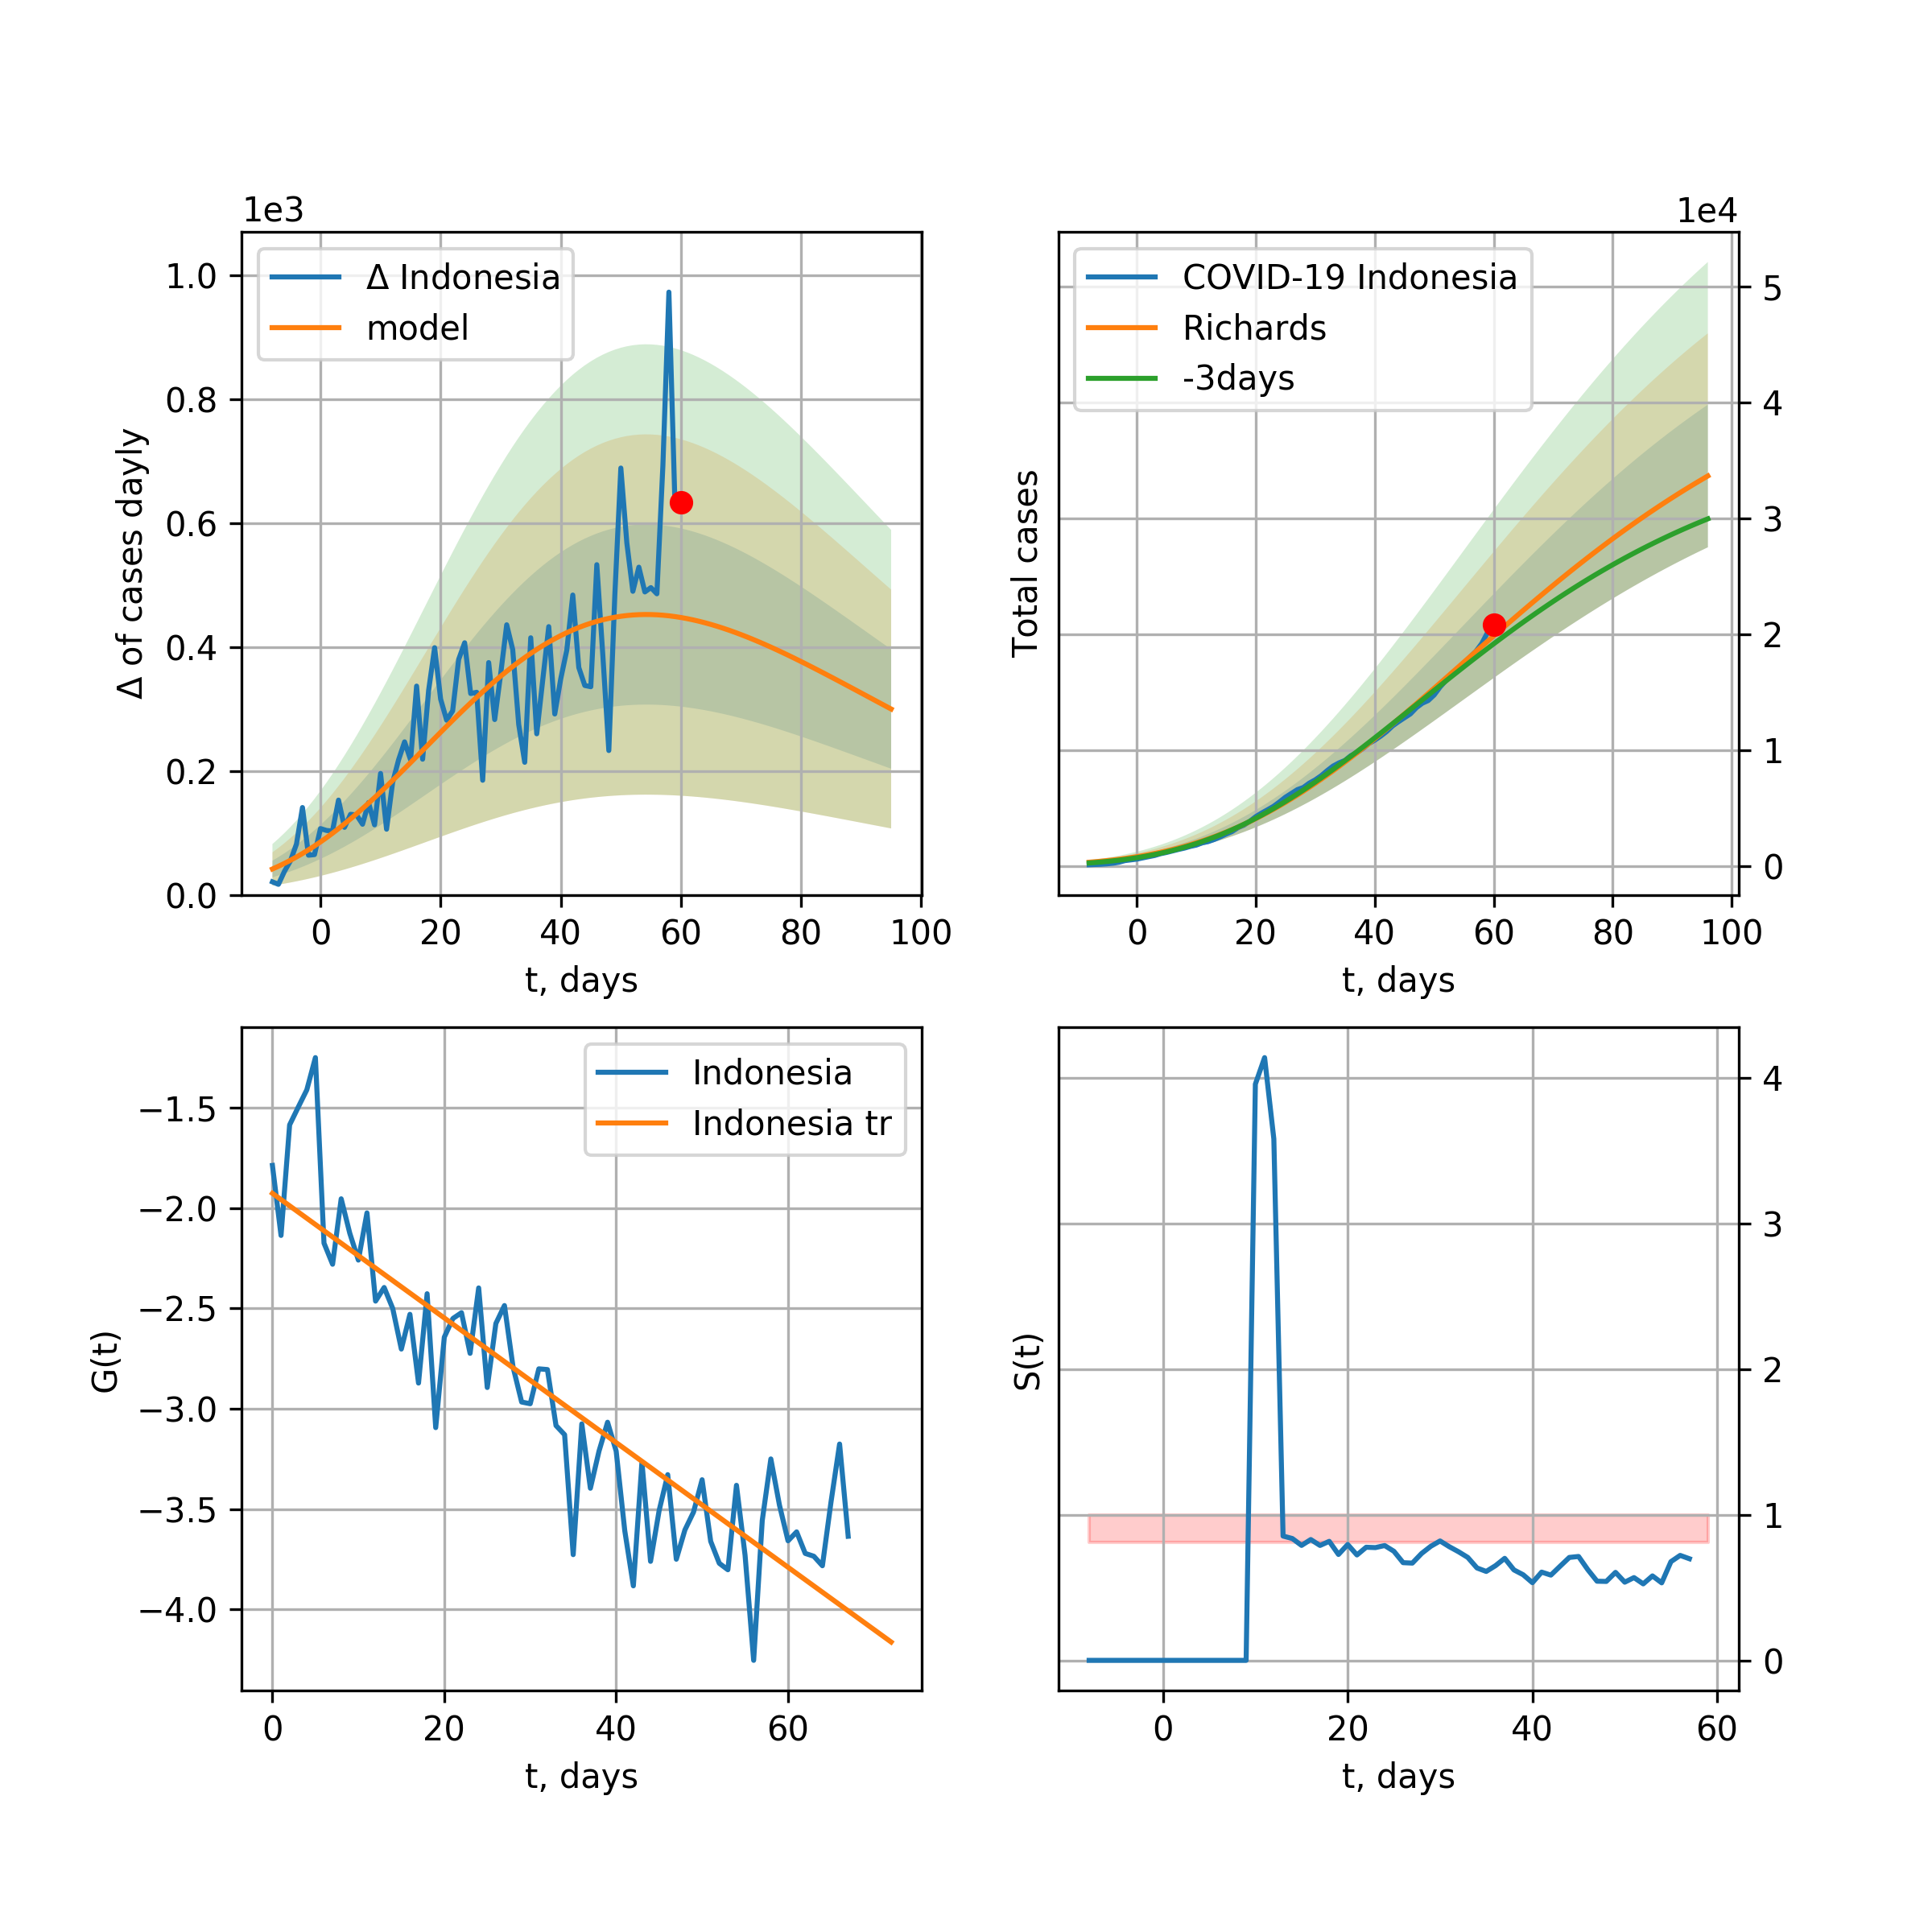 1e3
Δ Indonesia
model
1.0
0.8
0.6
0.4
0.2
0.0
Δ of cases dayly
0 20 40 60 80 100
t, days
1e4
COVID-19 Indonesia
Richards
-3days
5
4
3
2
1
0
Total cases
0 20 40 60 80 100
t, days
Indonesia
Indonesia tr
−1.5
−2.0
−2.5
−3.0
−3.5
−4.0
G(t)
0 20 40 60
t, days
4
3
2
1
0
S(t)
0 20 40 60
t, days